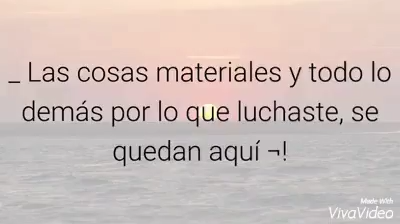 _ Las cosas materiales y todo lo
demás por lo que luchaste, se
quedan aquí ¬!
Made With
VivaVideo